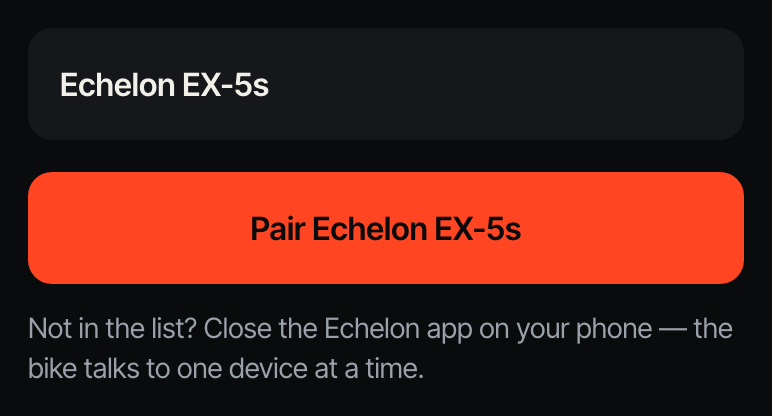 Echelon EX-5s
Pair Echelon EX-5s
Not in the list? Close the Echelon app on your phone — the
bike talks to one device at a time.